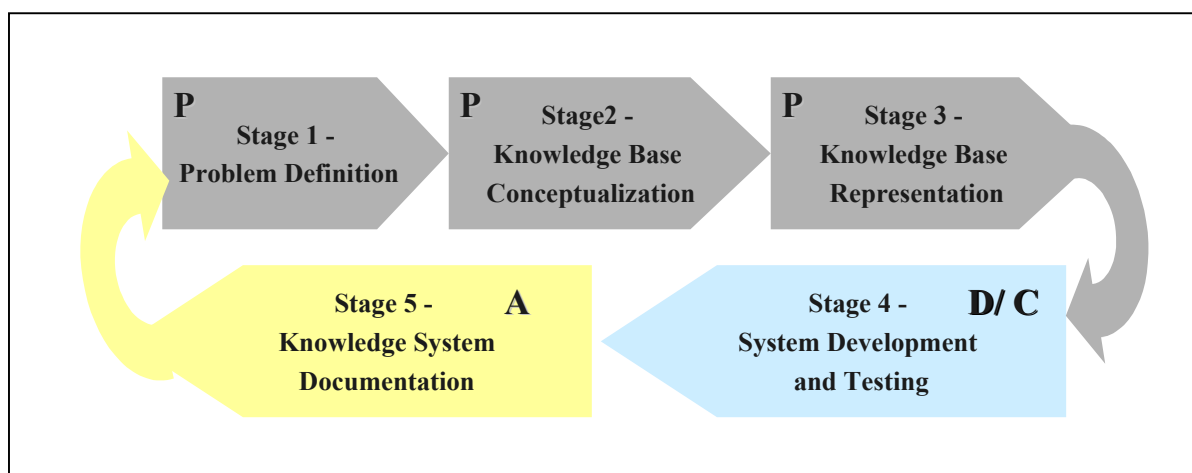 P
Stage 1 -
Problem Definition
P
Stage2 -
Knowledge Base
Conceptualization
P
Stage 3 -
Knowledge Base
Representation
Stage 4 -
D/ C
System Development
and Testing
Stage 5 -
A
Knowledge System
Documentation